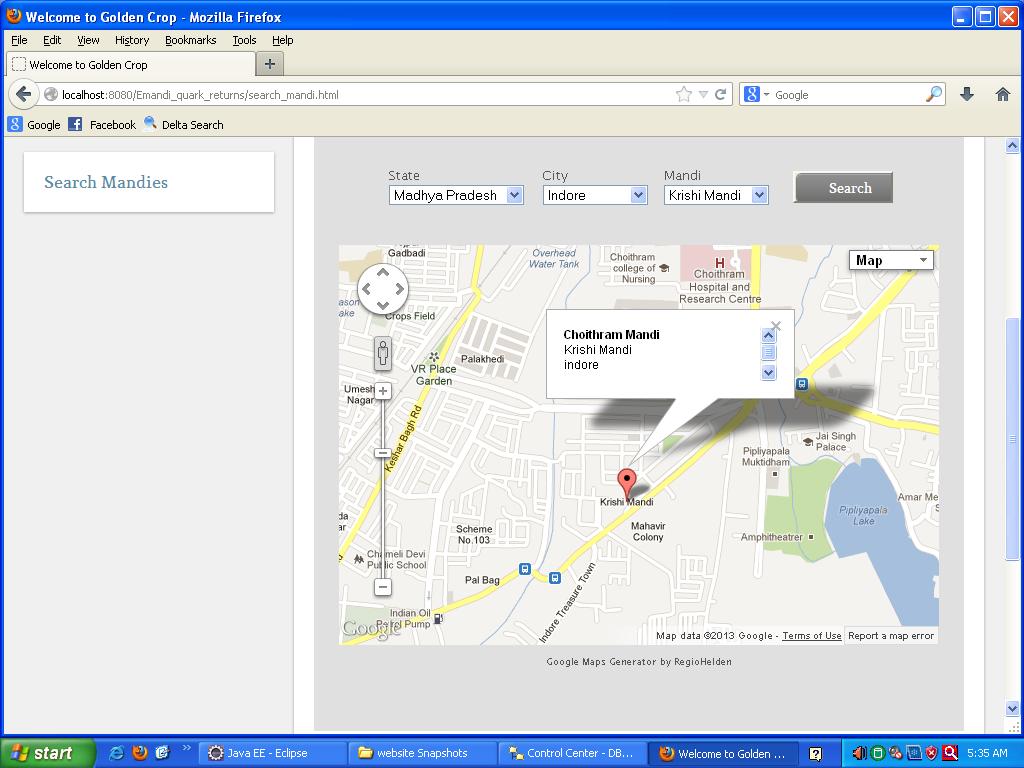 Welcome to Golden Crop - Mozilla Firefox
File Edit View History Bookmarks Tools Help
Welcome to Golden Crop
localhost:8080/Emandi_quark_returns/search_mandi.html
Google
Google Facebook Delta Search
Search Mandies
State City Mandi
Madhya Pradesh Indore Krishi Mandi Search
Gadbadi
Overhead
Water Tank
Choithram
college of
Nursing
H
Choithram
Hospital and
Research Centre
Map
Crops Field
Palakhedi
VR Place
Garden
Umesh
Nagar
Keshar Bagh Rd
Choithram Mandi
Krishi Mandi
indore
Jai Singh
Palace
Pipliyapala
Muktidham
Pipliyapala
Lake
Amar Me
Krishi Mandi
Mahavir
Colony
Amphitheatrer
Scheme
No.103
Chameli Devi
Public School
Pal Bag
Indore Treasure Town
Indian Oil
Petrol Pump
Google
Map data ©2013 Google - Terms of Use Report a map error
Google Maps Generator by RegioHelden
start Java EE - Eclipse website Snapshots Control Center - DB... Welcome to Golden ... 5:35 AM